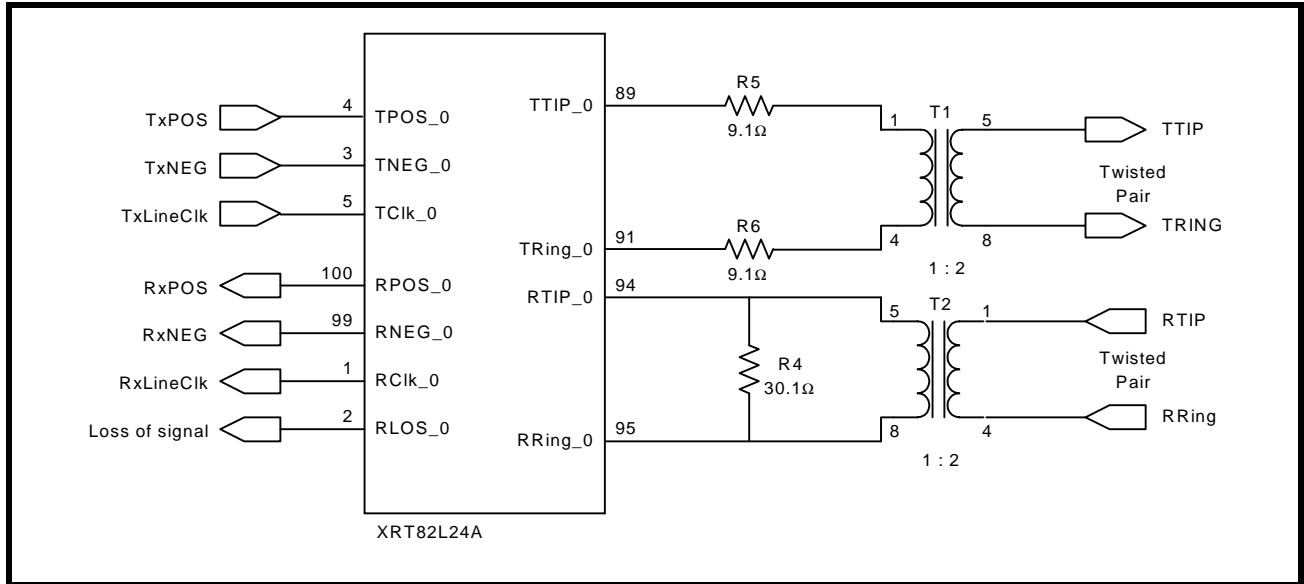 TxPOS
4
TPOS_0
TxNEG
3
TNEG_0
TxLineClk
5
TClk_0
RxPOS
100
RPOS_0
RxNEG
99
RNEG_0
RxLineClk
1
RClk_0
Loss of signal
2
RLOS_0
XRT82L24A
TTIP_0
89
R5
9.1Ω
TRing_0
91
R6
9.1Ω
RTIP_0
94
R4
30.1Ω
RRing_0
95
1
T1
5
4
8
1 : 2
TTIP
Twisted
Pair
TRING
5
T2
1
8
4
1 : 2
RTIP
Twisted
Pair
RRing